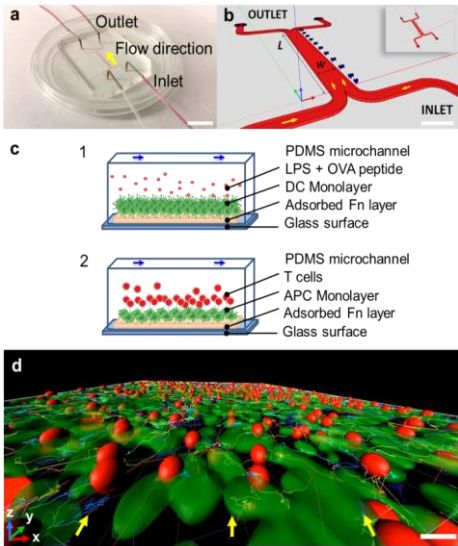 a
Outlet
Flow direction
Inlet
b
OUTLET
L
W
INLET
c
1
PDMS microchannel
LPS + OVA peptide
DC Monolayer
Adsorbed Fn layer
Glass surface
2
PDMS microchannel
T cells
APC Monolayer
Adsorbed Fn layer
Glass surface
d
z
y
x